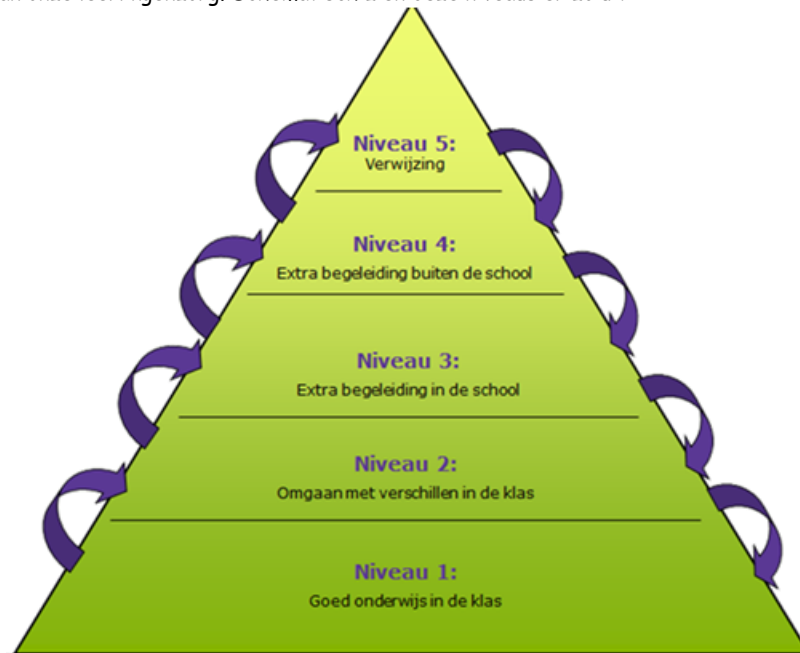 Niveau 5:
Verwijzing
Niveau 4:
Extra begeleiding buiten de school
Niveau 3:
Extra begeleiding in de school
Niveau 2:
Omgaan met verschillen in de klas
Niveau 1:
Goed onderwijs in de klas